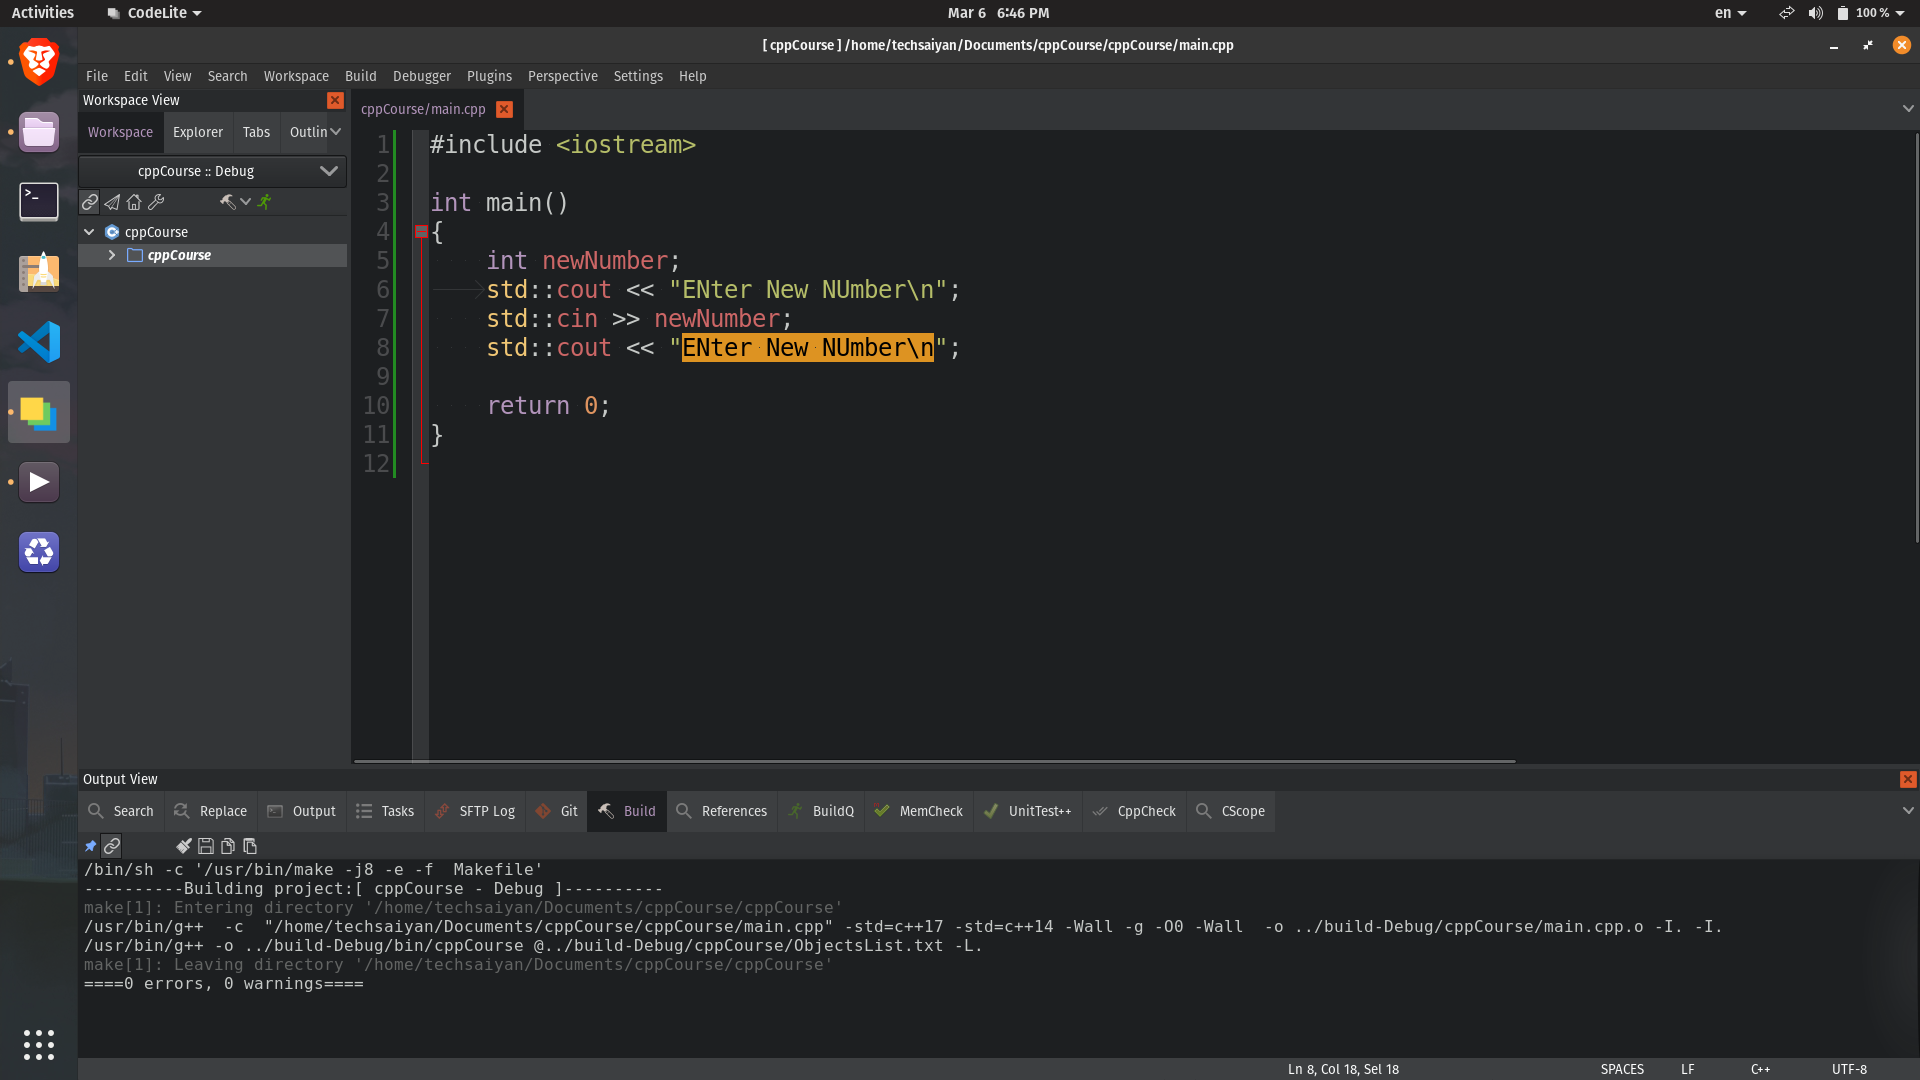 Activities CodeLite Mar 6 6:46 PM en 100 %
[ cppCourse ] /home/techsaiyan/Documents/cppCourse/cppCourse/main.cpp
File Edit View Search Workspace Build Debugger Plugins Perspective Settings Help
Workspace View
cppCourse/main.cpp
Workspace Explorer Tabs Outlin
cppCourse :: Debug
cppCourse
cppCourse
1 #include <iostream>
2
3 int main()
4 {
5 int newNumber;
6 std::cout << "ENter New NUmber\n";
7 std::cin >> newNumber;
8 std::cout << "ENter New NUmber\n";
9
10 return 0;
11 }
12
Output View
Search Replace Output Tasks SFTP Log Git Build References BuildQ MemCheck UnitTest++ CppCheck CScope
/bin/sh -c '/usr/bin/make -j8 -e -f  Makefile'
----------Building project:[ cppCourse - Debug ]----------
make[1]: Entering directory '/home/techsaiyan/Documents/cppCourse/cppCourse'
/usr/bin/g++  -c  "/home/techsaiyan/Documents/cppCourse/cppCourse/main.cpp" -std=c++17 -std=c++14 -Wall -g -O0 -Wall  -o ../build-Debug/cppCourse/main.cpp.o -I. -I.
/usr/bin/g++ -o ../build-Debug/bin/cppCourse @../build-Debug/cppCourse/ObjectsList.txt -L.
make[1]: Leaving directory '/home/techsaiyan/Documents/cppCourse/cppCourse'
====0 errors, 0 warnings====
Ln 8, Col 18, Sel 18 SPACES LF C++ UTF-8